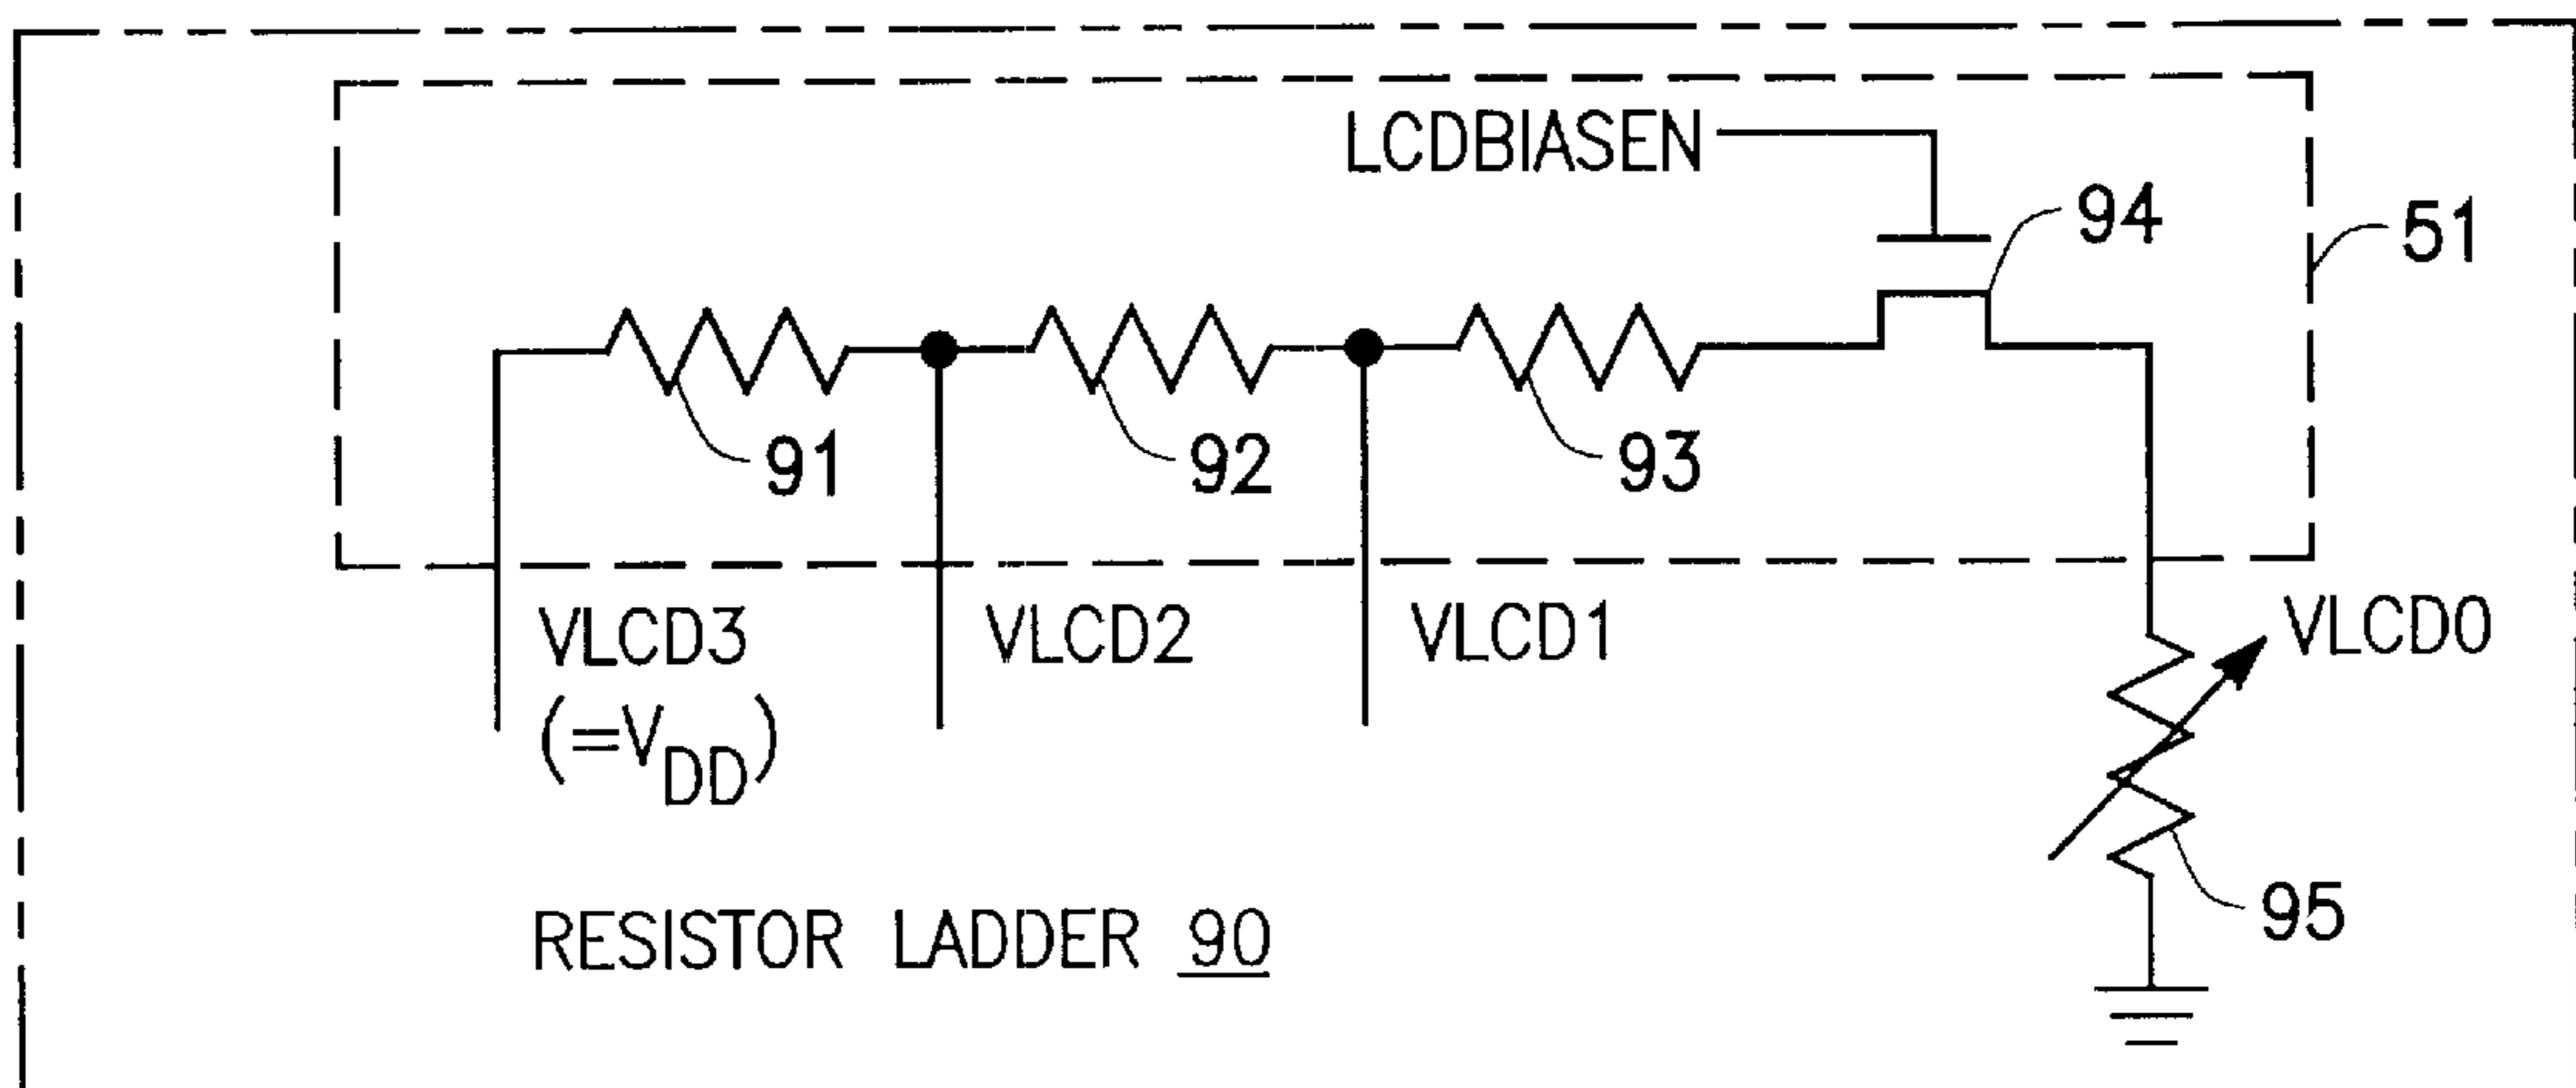 LCDBIASEN
94
51
91
92
93
VLCD3
(=VDD)
VLCD2
VLCD1
VLCD0
95
RESISTOR LADDER 90